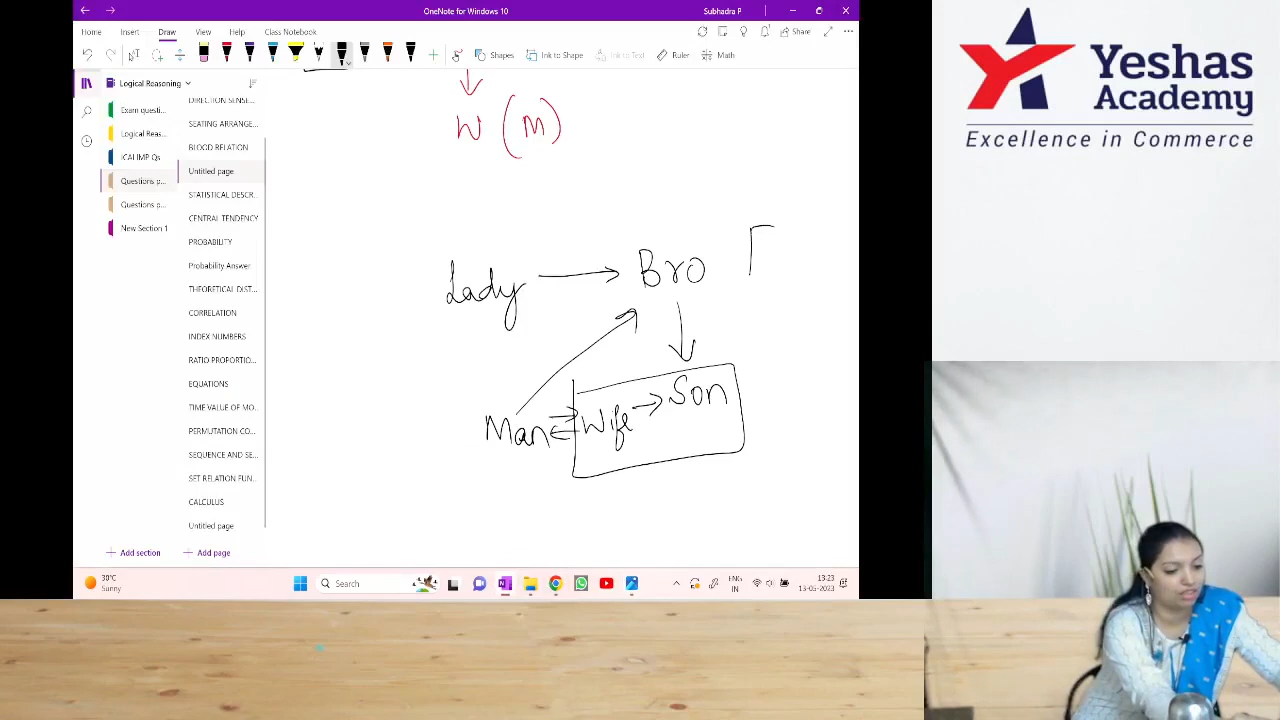 OneNote for Windows 10
Subhadra P
Home Insert Draw View Help Class Notebook
Share
Shapes
Ink to Shape
Ink to Text
Ruler
Math
Logical Reasoning
Exam questi...
Logical Reas...
ICAI IMP Qs
Questions p...
Questions p...
New Section 1
DIRECTION SENSE...
SEATING ARRANGE...
BLOOD RELATION
Untitled page
STATISTICAL DESCR...
CENTRAL TENDENCY
PROBABILITY
Probability Answer
THEORETICAL DIST...
CORRELATION
INDEX NUMBERS
RATIO PROPORTIO...
EQUATIONS
TIME VALUE OF MO...
PERMUTATION CO...
SEQUENCE AND SE...
SET RELATION FUN...
CALCULUS
Untitled page
Add section
Add page
W (M)
Lady → Bro
Man Wife → Son
30°C
Sunny
Search
ENG
IN
13:23
13-05-2023
Yeshas
Academy
Excellence in Commerce